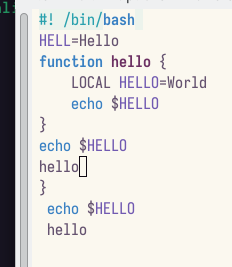 #! /bin/bash
HELL=Hello
function hello {
    LOCAL HELLO=World
    echo $HELLO
}
echo $HELLO
hello
}
 echo $HELLO
 hello